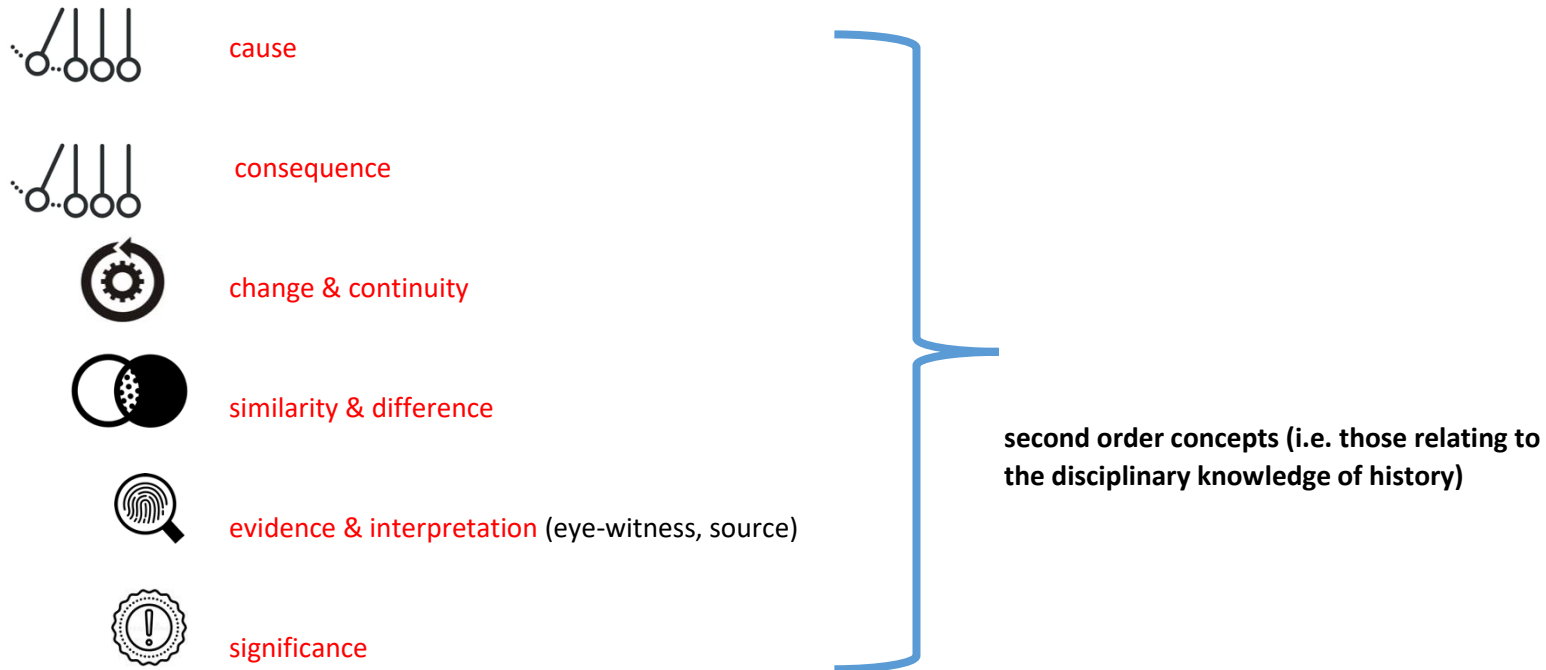 cause
consequence
change & continuity
similarity & difference
evidence & interpretation (eye-witness, source)
significance
second order concepts (i.e. those relating to
the disciplinary knowledge of history)